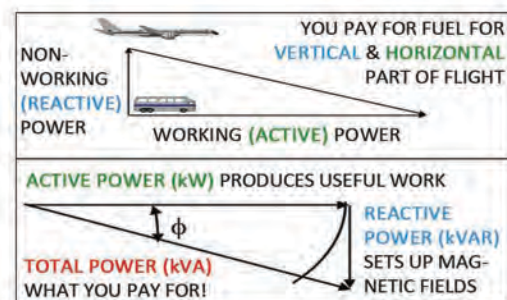 YOU PAY FOR FUEL FOR
VERTICAL & HORIZONTAL
PART OF FLIGHT
NON-
WORKING
(REACTIVE)
POWER
WORKING (ACTIVE) POWER
ACTIVE POWER (kW) PRODUCES USEFUL WORK
ϕ
REACTIVE
POWER (kVAR)
SETS UP MAG-
NETIC FIELDS
TOTAL POWER (kVA)
WHAT YOU PAY FOR!